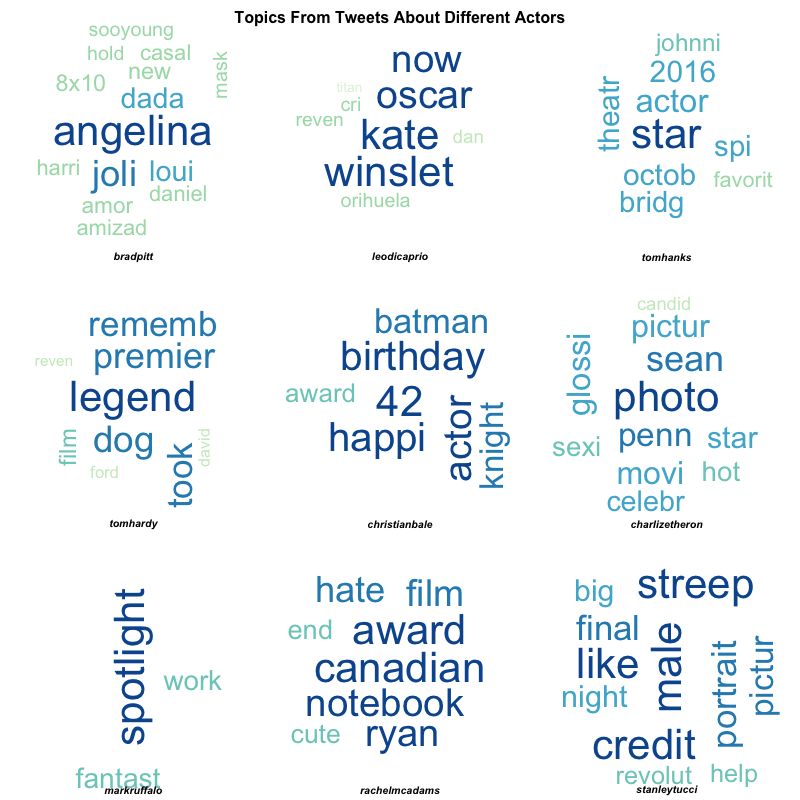 Topics From Tweets About Different Actors
sooyoung
hold casal
new
8x10
mask
dada
angelina
harri
joli
loui
daniel
amor
amizad
bradpitt
now
titan
oscar
cri
reven
kate
dan
winslet
orihuela
leodicaprio
johnni
2016
theatr
actor
star
spi
octob
favorit
bridg
tomhanks
rememb
premier
reven
legend
dog
film
david
ford
took
tomhardy
batman
birthday
award
42
happi
actor
knight
christianbale
candid
pictur
glossi
sean
photo
penn
star
sexi
movi
hot
celebr
charlizetheron
spotlight
work
fantast
markruffalo
hate
film
end
award
canadian
notebook
cute
ryan
rachelmcadams
streep
big
final
like
male
portrait
pictur
night
credit
revolut
help
stanleytucci